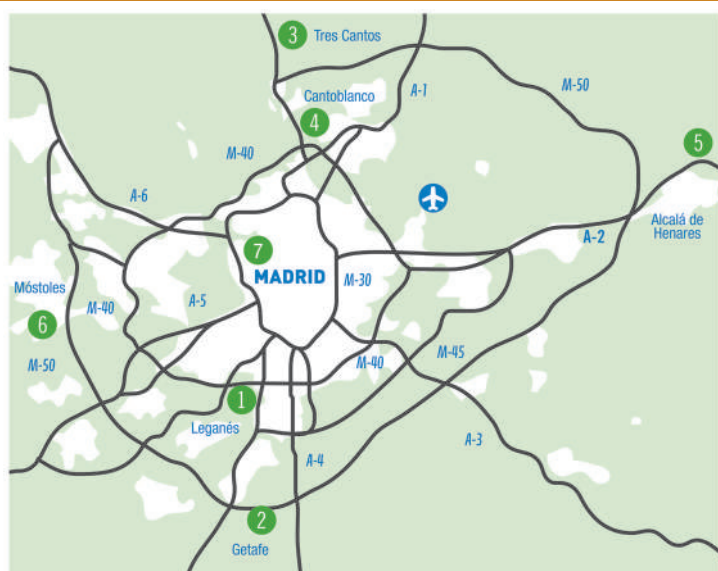 3
Tres Cantos
Cantoblanco
4
A-1
M-50
5
M-40
A-6
Alcalá de
Henares
A-2
7
MADRID
M-30
Móstoles
M-40
A-5
6
M-50
M-40
M-45
1
Leganés
A-3
A-4
2
Getafe